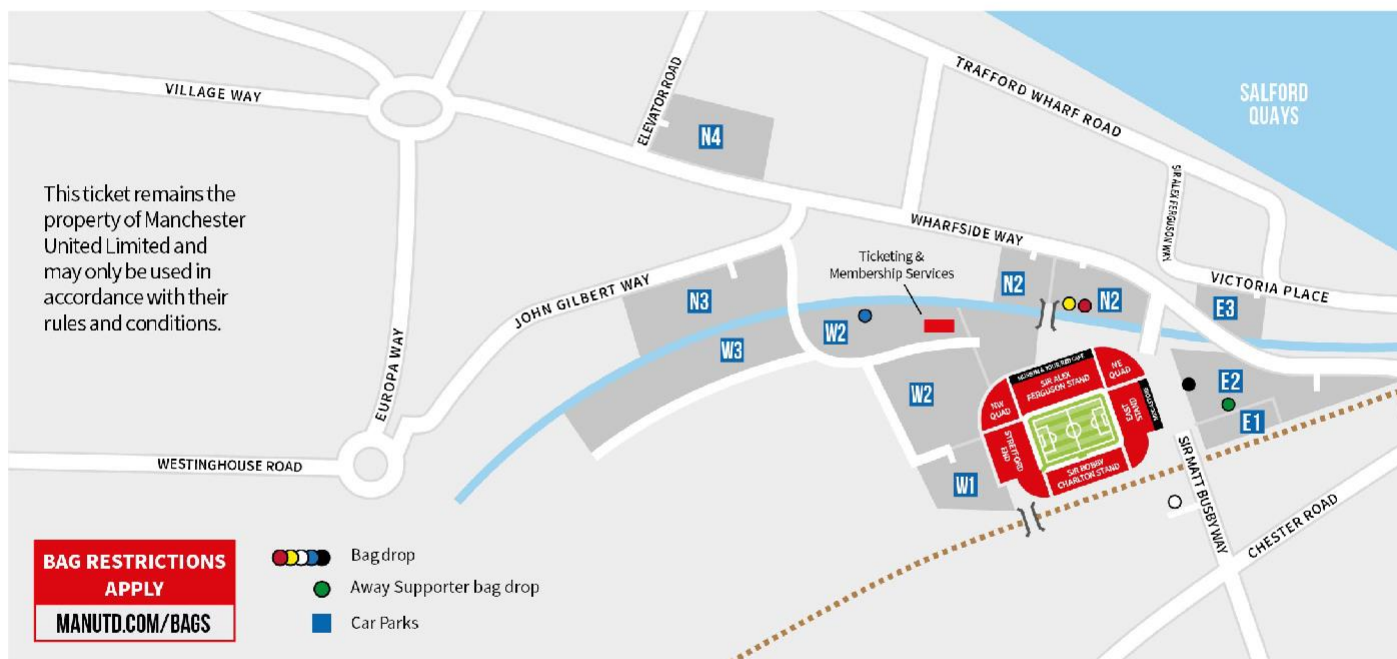 VILLAGE WAY
ELEVATOR ROAD
N4
TRAFFORD WHARF ROAD
SALFORD
QUAYS
This ticket remains the
property of Manchester
United Limited and
may only be used in
accordance with their
rules and conditions.
SIR ALEX FERGUSON WAY
WHARFSIDE WAY
Ticketing &
Membership Services
VICTORIA PLACE
JOHN GILBERT WAY
N3
N2
N2
E3
W2
W3
EUROPA WAY
W2
NW
QUAD
SIR ALEX
FERGUSON STAND
NE
QUAD
EAST
STAND
MEGASTORE
E2
E1
STRETFORD
END
SIR BOBBY
CHARLTON STAND
W1
SIR MATT BUSBY WAY
CHESTER ROAD
WESTINGHOUSE ROAD
BAG RESTRICTIONS
APPLY
MANUTD.COM/BAGS
Bag drop
Away Supporter bag drop
Car Parks